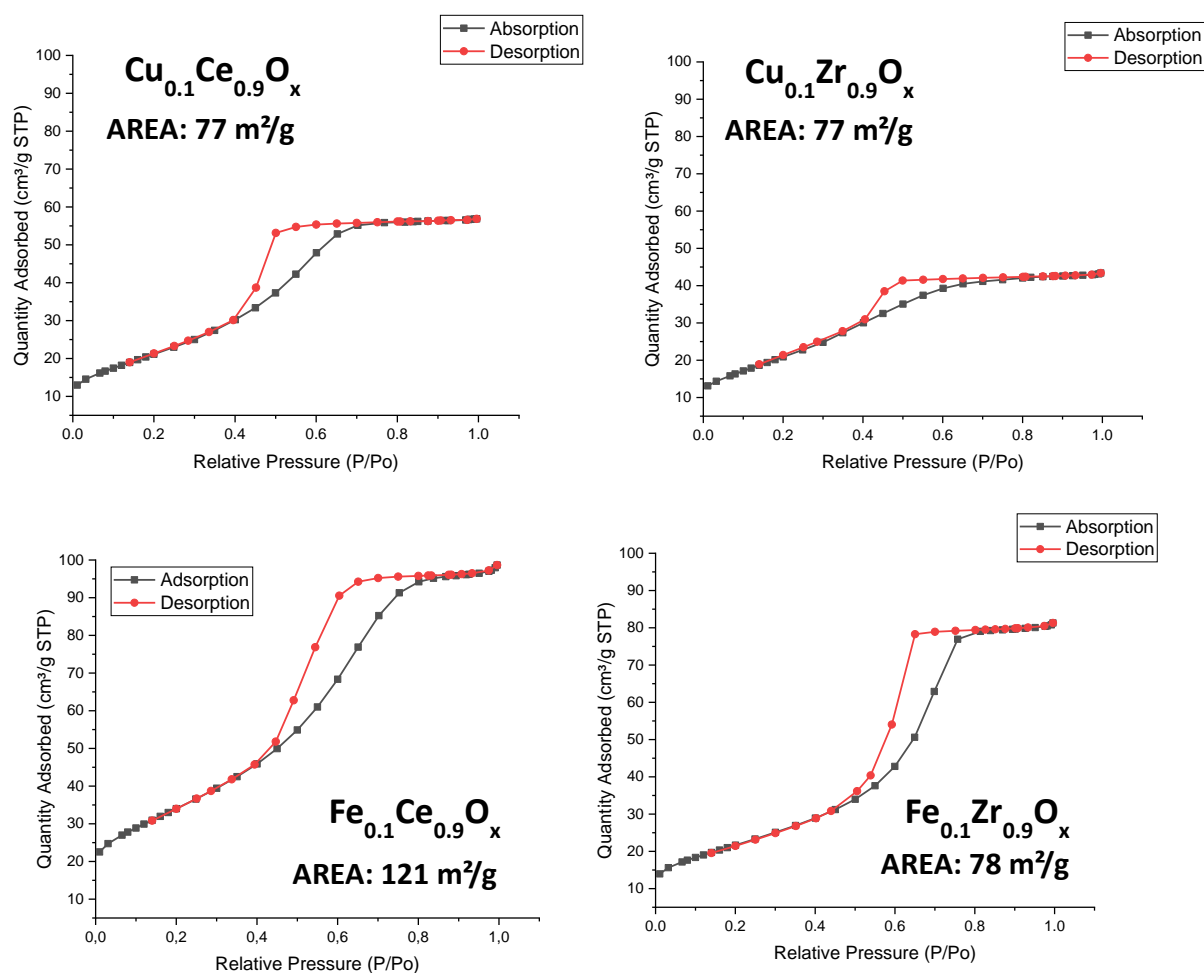 Absorption
Desorption
Cu0.1Ce0.9Ox
AREA: 77 m²/g
Quantity Adsorbed (cm³/g STP)
100
90
80
70
60
50
40
30
20
10
0.0 0.2 0.4 0.6 0.8 1.0
Relative Pressure (P/Po)
Absorption
Desorption
Cu0.1Zr0.9Ox
AREA: 77 m²/g
Quantity Adsorbed (cm³/g STP)
100
90
80
70
60
50
40
30
20
10
0.0 0.2 0.4 0.6 0.8 1.0
Relative Pressure (P/Po)
Adsorption
Desorption
Quantity Adsorbed (cm³/g STP)
100
90
80
70
60
50
40
30
20
10
Fe0.1Ce0.9Ox
AREA: 121 m²/g
0,0 0,2 0,4 0,6 0,8 1,0
Relative Pressure (P/Po)
Absorption
Desorption
Quantity Adsorbed (cm³/g STP)
100
90
80
70
60
50
40
30
20
10
Fe0.1Zr0.9Ox
AREA: 78 m²/g
0.0 0.2 0.4 0.6 0.8 1.0
Relative Pressure (P/Po)